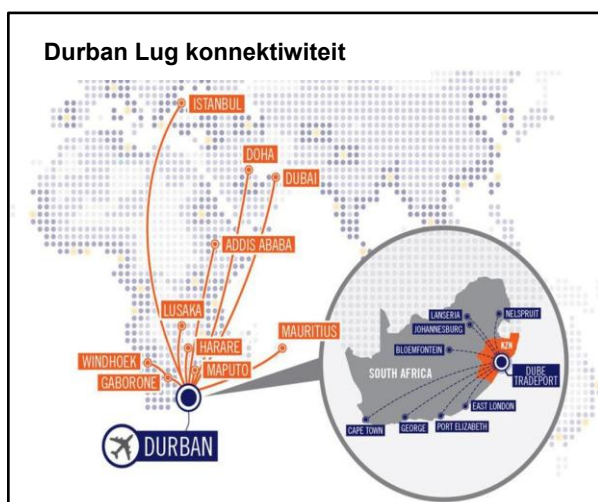 Durban Lug konnektiwiteit
ISTANBUL
DOHA
DUBAI
ADDIS ABABA
LUSAKA
HARARE
MAURITIUS
WINDHOEK
MAPUTO
GABORONE
DURBAN
LANSERIA
NELSPRUIT
JOHANNESBURG
BLOEMFONTEIN
KZN
SOUTH AFRICA
DUBE
TRADEPORT
EAST LONDON
CAPE TOWN
GEORGE
PORT ELIZABETH